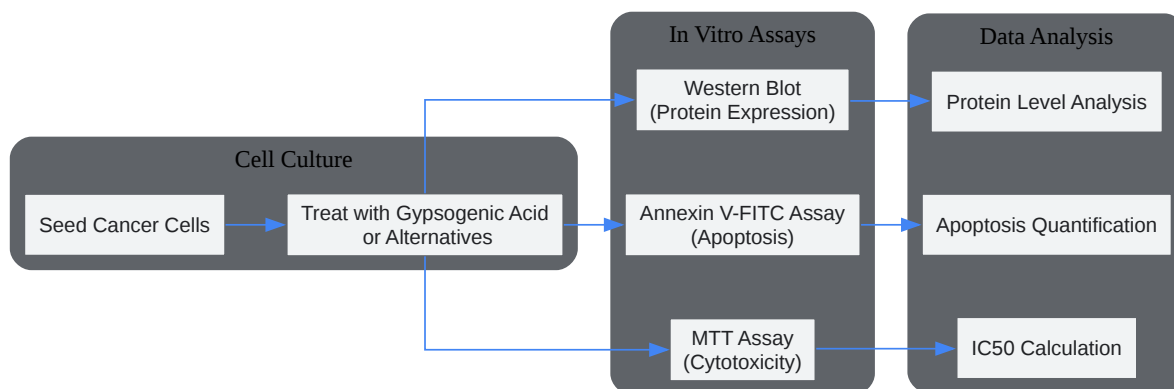 In Vitro Assays
Data Analysis
Western Blot
(Protein Expression)
Protein Level Analysis
Cell Culture
Seed Cancer Cells
Treat with Gypsogenic Acid
or Alternatives
Annexin V-FITC Assay
(Apoptosis)
Apoptosis Quantification
MTT Assay
(Cytotoxicity)
IC50 Calculation